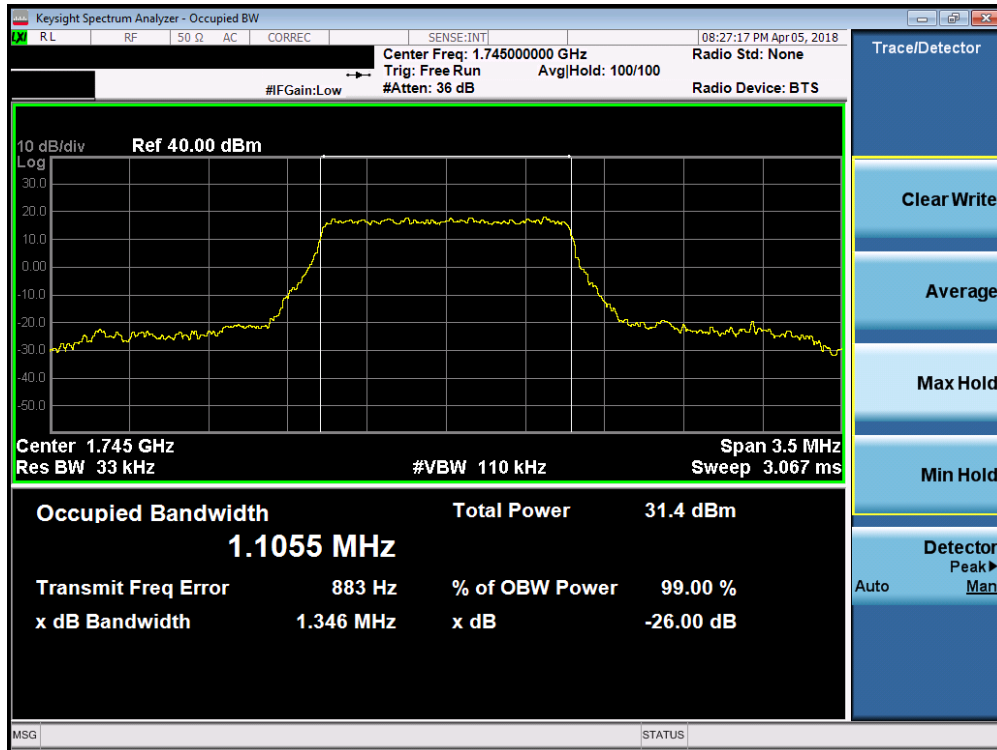 Keysight Spectrum Analyzer - Occupied BW
LXI RL RF 50 Ω AC CORREC SENSE:INT 08:27:17 PM Apr 05, 2018
Center Freq: 1.745000000 GHz Radio Std: None
Trig: Free Run Avg|Hold: 100/100
#IFGain:Low #Atten: 36 dB Radio Device: BTS
10 dB/div Ref 40.00 dBm
Log
30.0
20.0
10.0
0.00
-10.0
-20.0
-30.0
-40.0
-50.0
Center 1.745 GHz Span 3.5 MHz
Res BW 33 kHz #VBW 110 kHz Sweep 3.067 ms
Occupied Bandwidth Total Power 31.4 dBm
1.1055 MHz
Transmit Freq Error 883 Hz % of OBW Power 99.00 %
x dB Bandwidth 1.346 MHz x dB -26.00 dB
MSG STATUS
Trace/Detector
Clear Write
Average
Max Hold
Min Hold
Detector
Peak
Auto Man